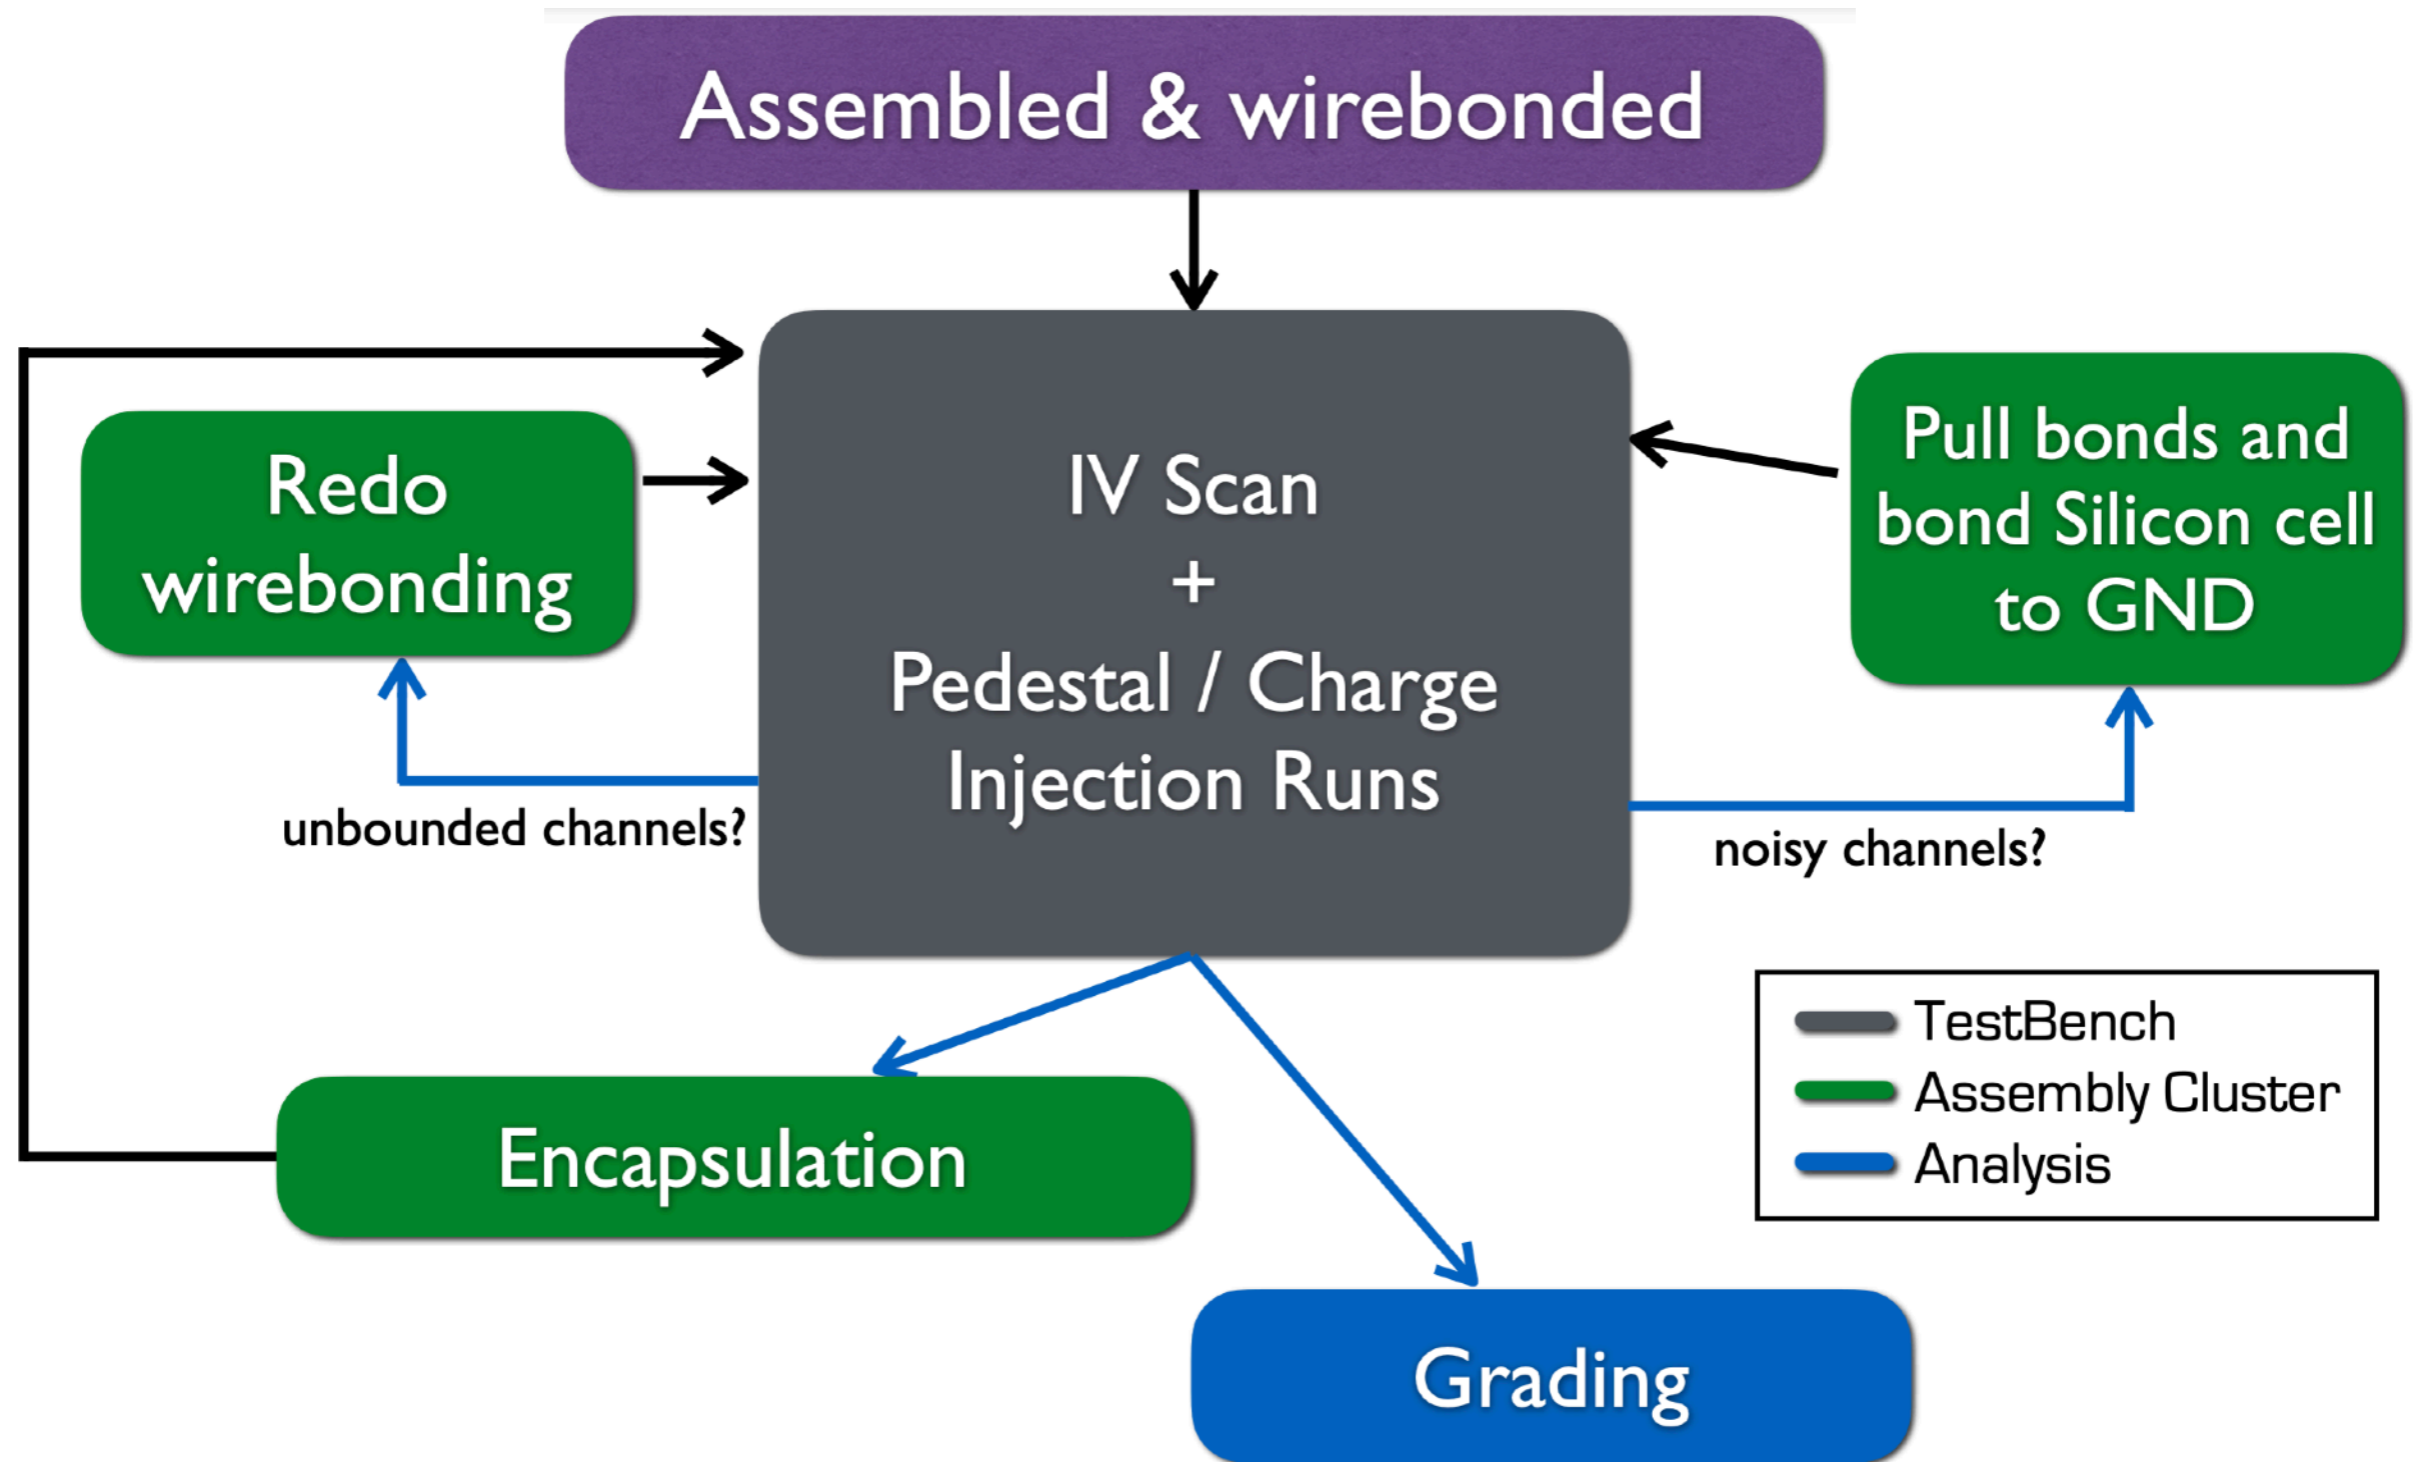 Assembled & wirebonded
Redo
wirebonding
IV Scan
+
Pedestal / Charge
Injection Runs
Pull bonds and
bond Silicon cell
to GND
unbounded channels?
noisy channels?
TestBench
Assembly Cluster
Analysis
Encapsulation
Grading